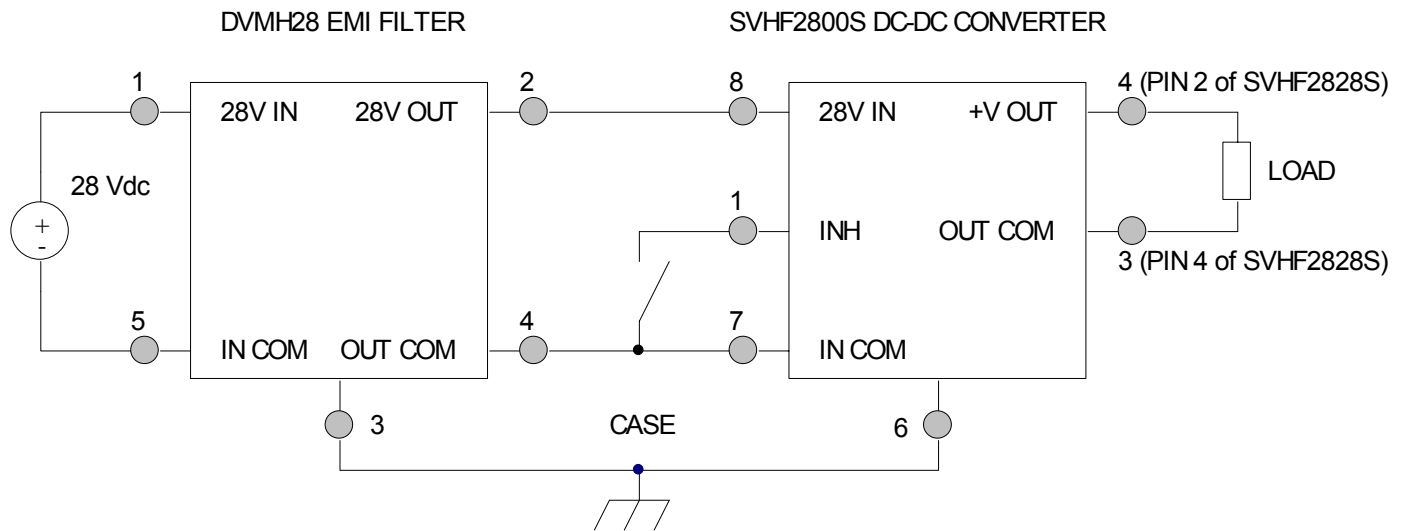 DVMH28 EMI FILTER
SVHF2800S DC-DC CONVERTER
1
2
8
4 (PIN 2 of SVHF2828S)
28V IN
28V OUT
28V IN
+V OUT
28 Vdc
LOAD
+
-
1
INH
OUT COM
3 (PIN 4 of SVHF2828S)
5
4
7
IN COM
OUT COM
IN COM
3
CASE
6